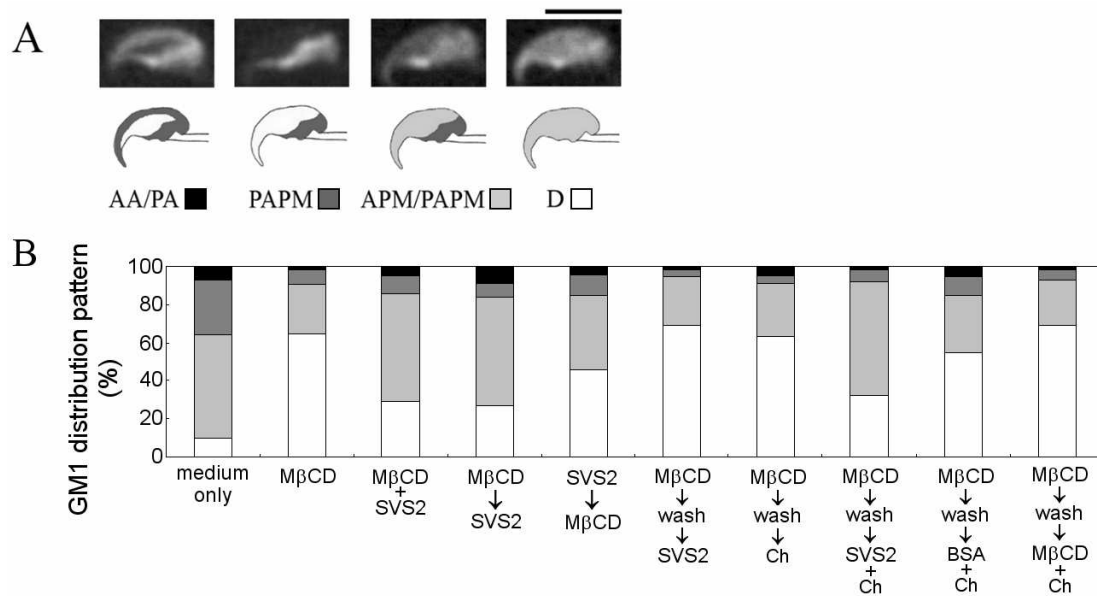 A
AA/PA PAPM APM/PAPM D
B
GM1 distribution pattern
(%)
100
80
60
40
20
0
medium
only
MβCD
MβCD
+
SVS2
MβCD
↓
SVS2
SVS2
↓
MβCD
MβCD
↓
wash
↓
SVS2
MβCD
↓
wash
↓
Ch
MβCD
↓
wash
↓
SVS2
+
Ch
MβCD
↓
wash
↓
BSA
+
Ch
MβCD
↓
wash
↓
MβCD
+
Ch